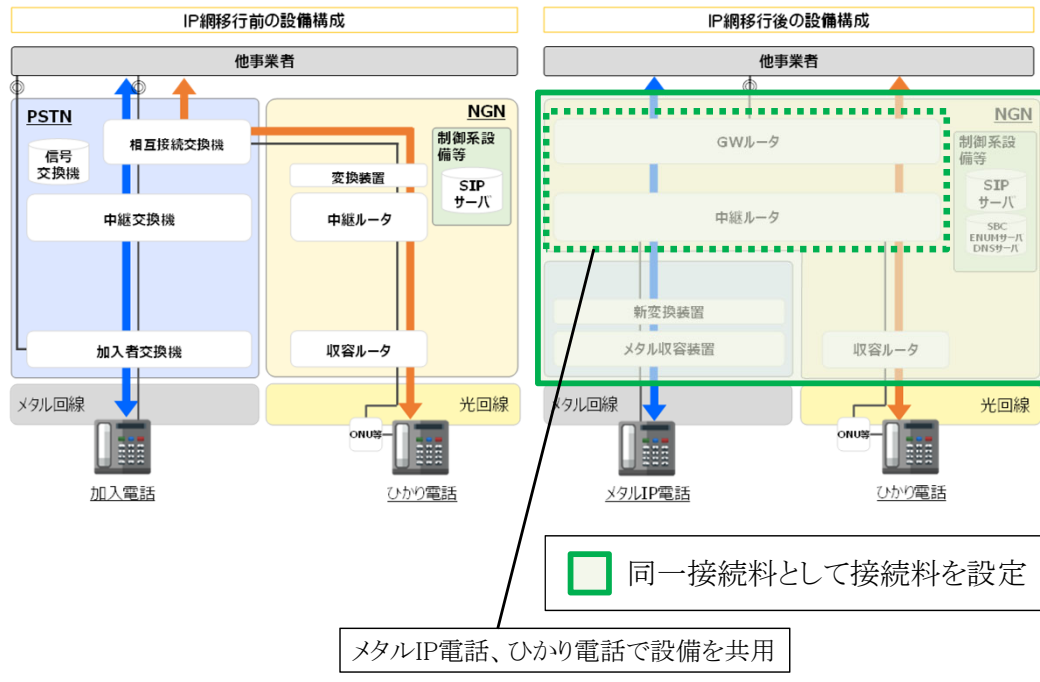 IP網移行前の設備構成
他事業者
PSTN
信号
交換機
相互接続交換機
中継交換機
加入者交換機
NGN
制御系設
備等
SIP
サーバ
変換装置
中継ルータ
収容ルータ
メタル回線
光回線
ONU等
加入電話
ひかり電話
IP網移行後の設備構成
他事業者
NGN
制御系設
備等
SIP
サーバ
SBC
ENUMサーバ
DNSサーバ
GWルータ
中継ルータ
新変換装置
メタル収容装置
収容ルータ
メタル回線
光回線
ONU等
メタルIP電話
ひかり電話
同一接続料として接続料を設定
メタルIP電話、ひかり電話で設備を共用